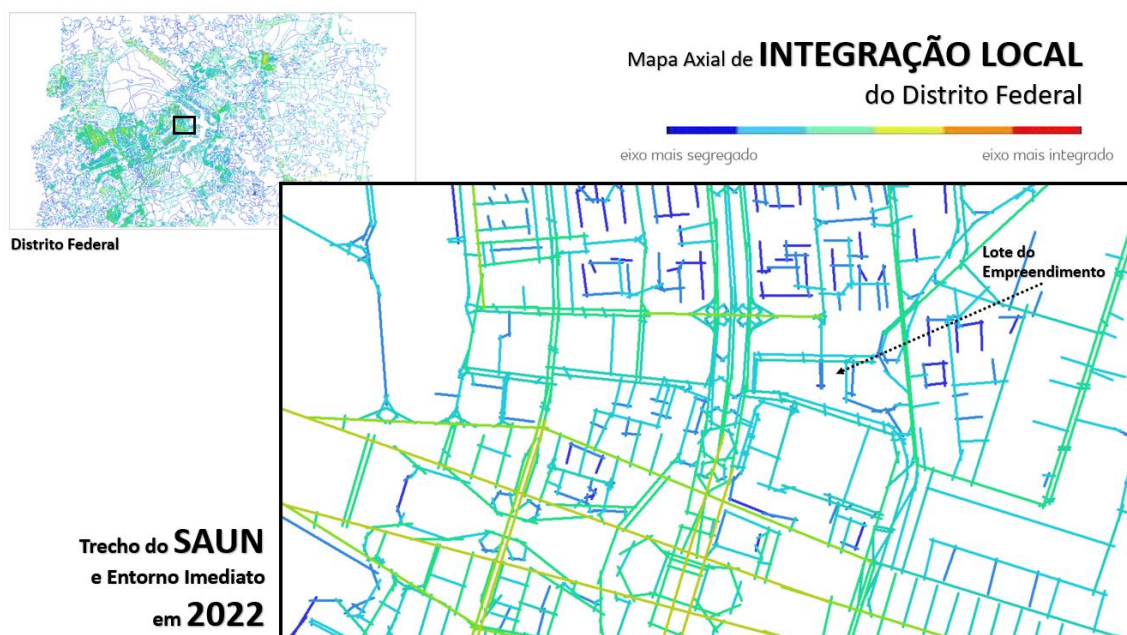 Mapa Axial de INTEGRAÇÃO LOCAL
do Distrito Federal
eixo mais segregado
eixo mais integrado
Distrito Federal
Lote do
Empreendimento
Trecho do SAUN
e Entorno Imediato
em 2022